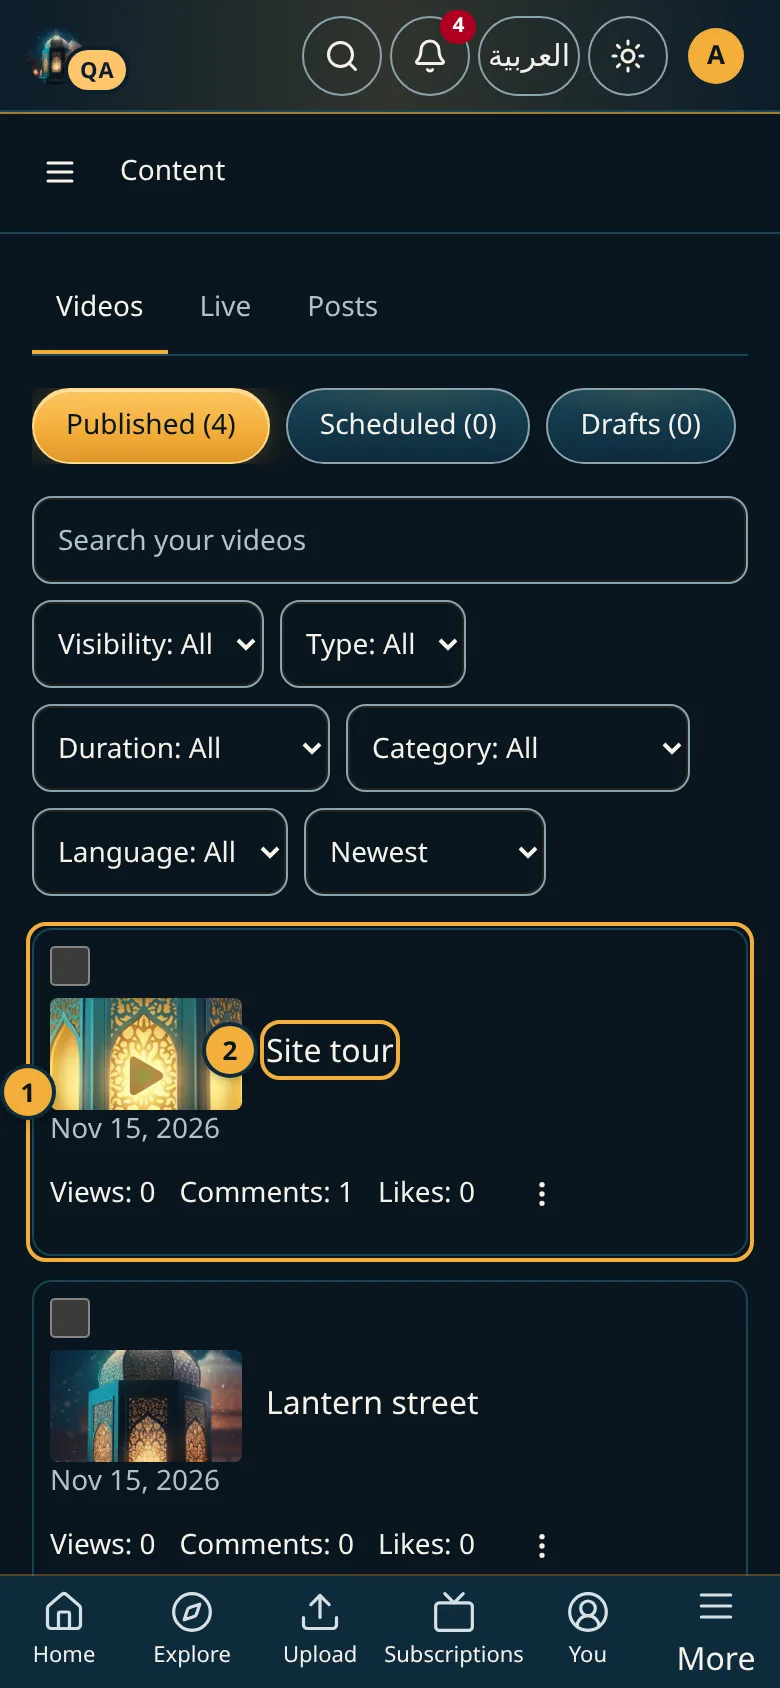 QA
4
العربية
A
Content
Videos Live Posts
Published (4) Scheduled (0) Drafts (0)
Search your videos
Visibility: All Type: All
Duration: All Category: All
Language: All Newest
2 Site tour
1
Nov 15, 2026
Views: 0 Comments: 1 Likes: 0
Lantern street
Nov 15, 2026
Views: 0 Comments: 0 Likes: 0
Home Explore Upload Subscriptions You More